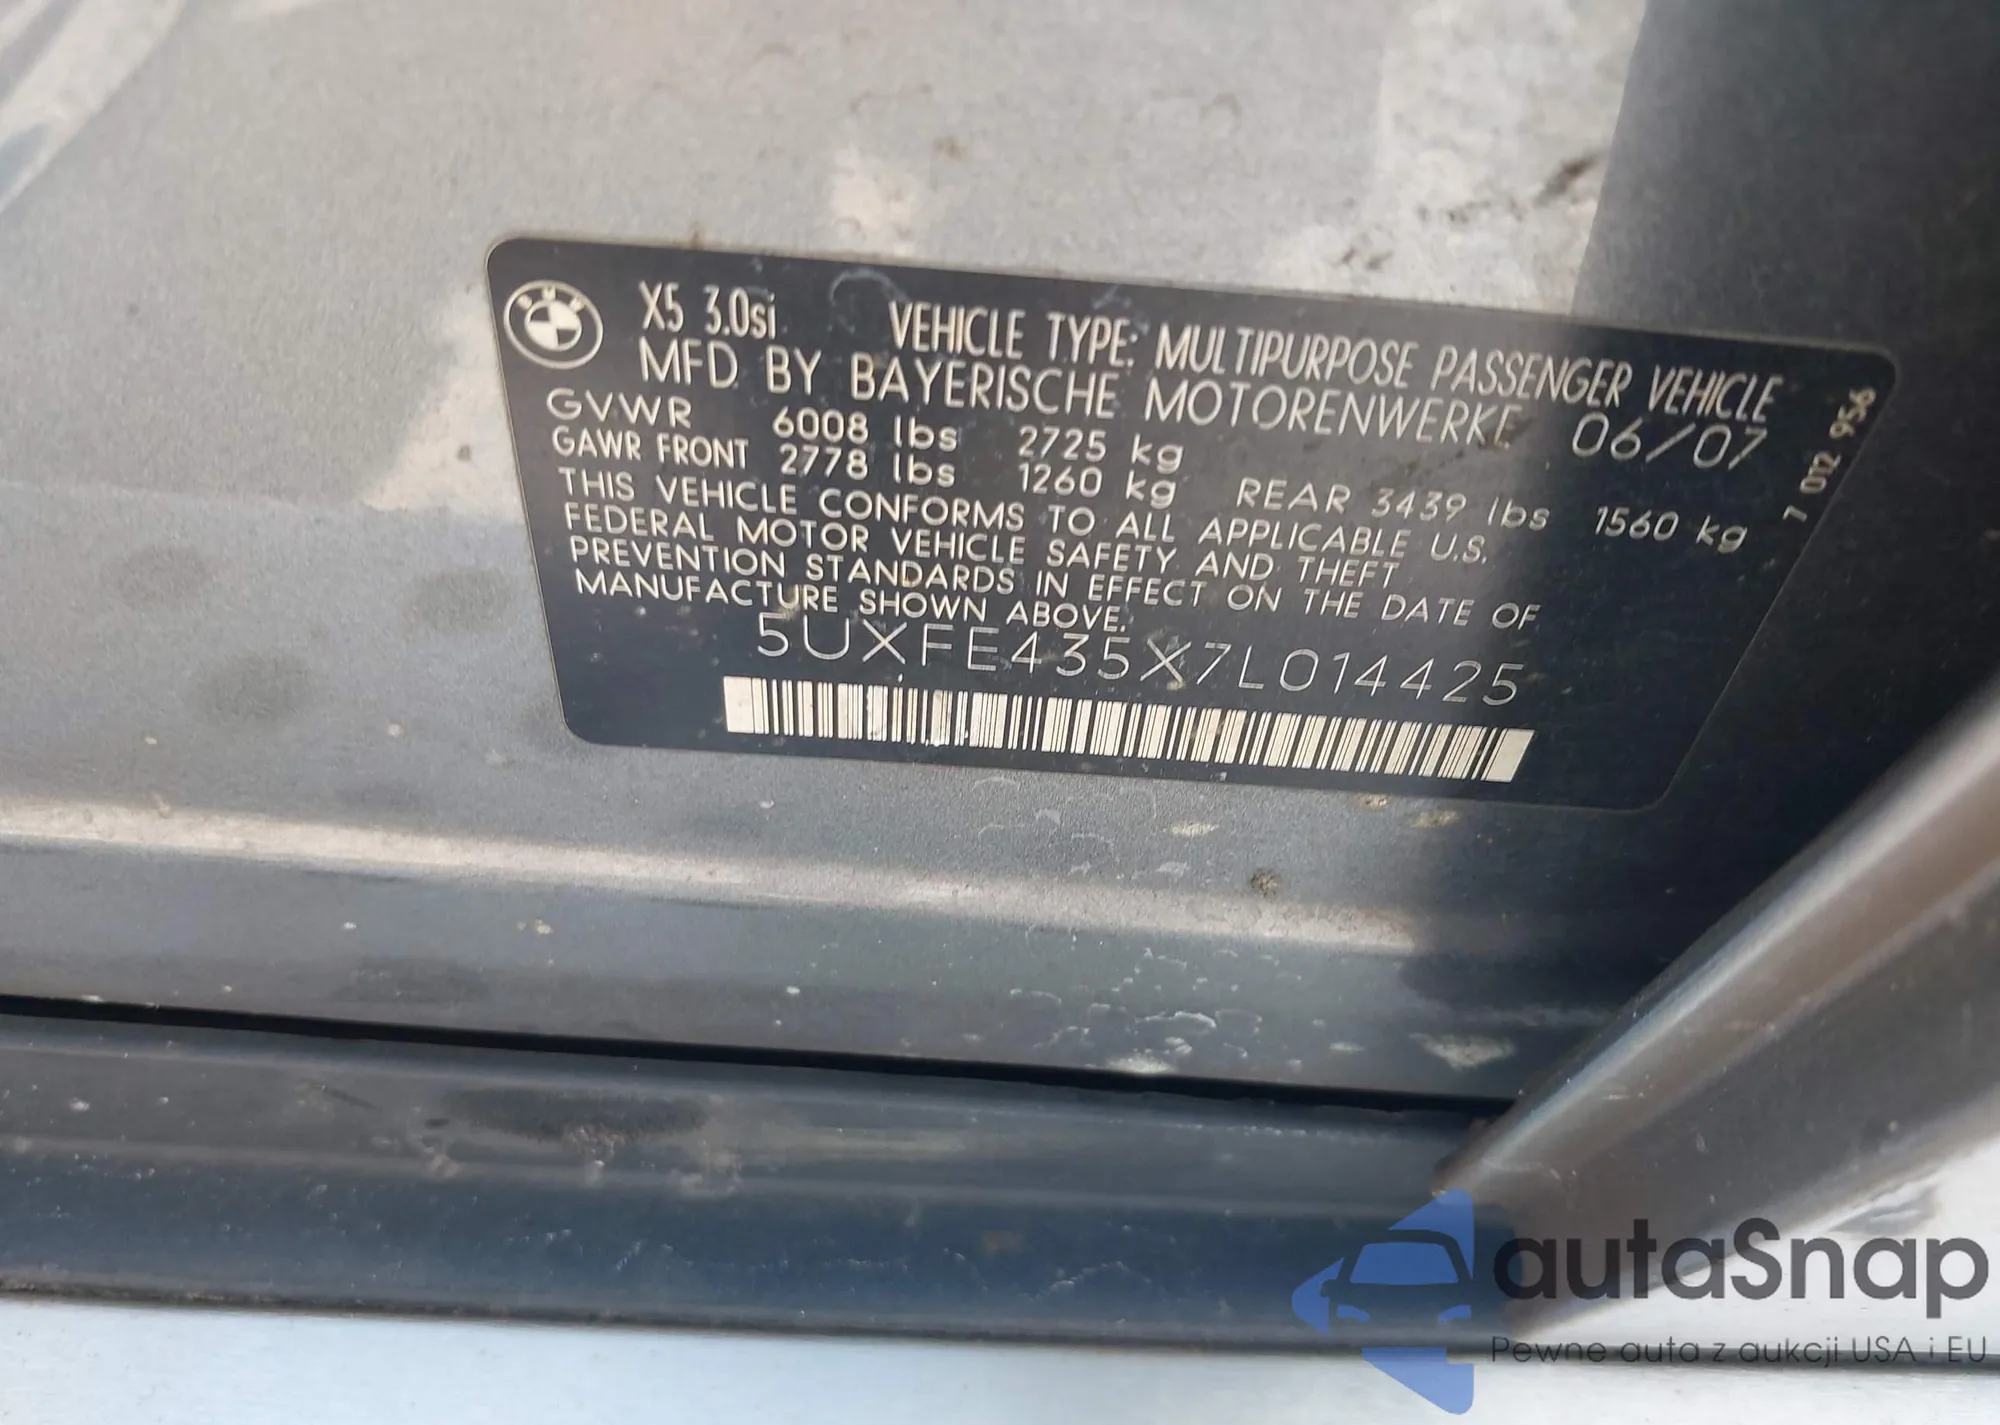 BMW
X5 3.0si VEHICLE TYPE: MULTIPURPOSE PASSENGER VEHICLE
MFD BY BAYERISCHE MOTORENWERKE 06/07
GVWR 6008 lbs 2725 kg
GAWR FRONT 2778 lbs 1260 kg REAR 3439 lbs 1560 kg
THIS VEHICLE CONFORMS TO ALL APPLICABLE U.S.
FEDERAL MOTOR VEHICLE SAFETY AND THEFT
PREVENTION STANDARDS IN EFFECT ON THE DATE OF
MANUFACTURE SHOWN ABOVE.
5UXFE435X7L014425
7 012 956
autaSnap
Pewne auta z aukcji USA i EU